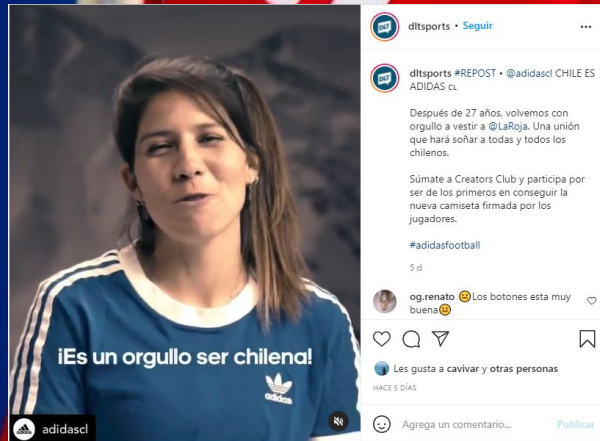 dltsports • Seguir
dltsports #REPOST • @adidascl CHILE ES
ADIDAS CL
Después de 27 años, volvemos con
orgullo a vestir a @LaRoja. Una unión
que hará soñar a todas y todos los
chilenos.
Súmate a Creators Club y participa por
ser de los primeros en conseguir la
nueva camiseta firmada por los
jugadores.
#adidasfootball
5 d
og.renato Los botones esta muy
buena
Les gusta a cavivar y otras personas
HACE 5 DÍAS
Agrega un comentario... Publicar
¡Es un orgullo ser chilena!
adidas
adidascl
DLT
DLT